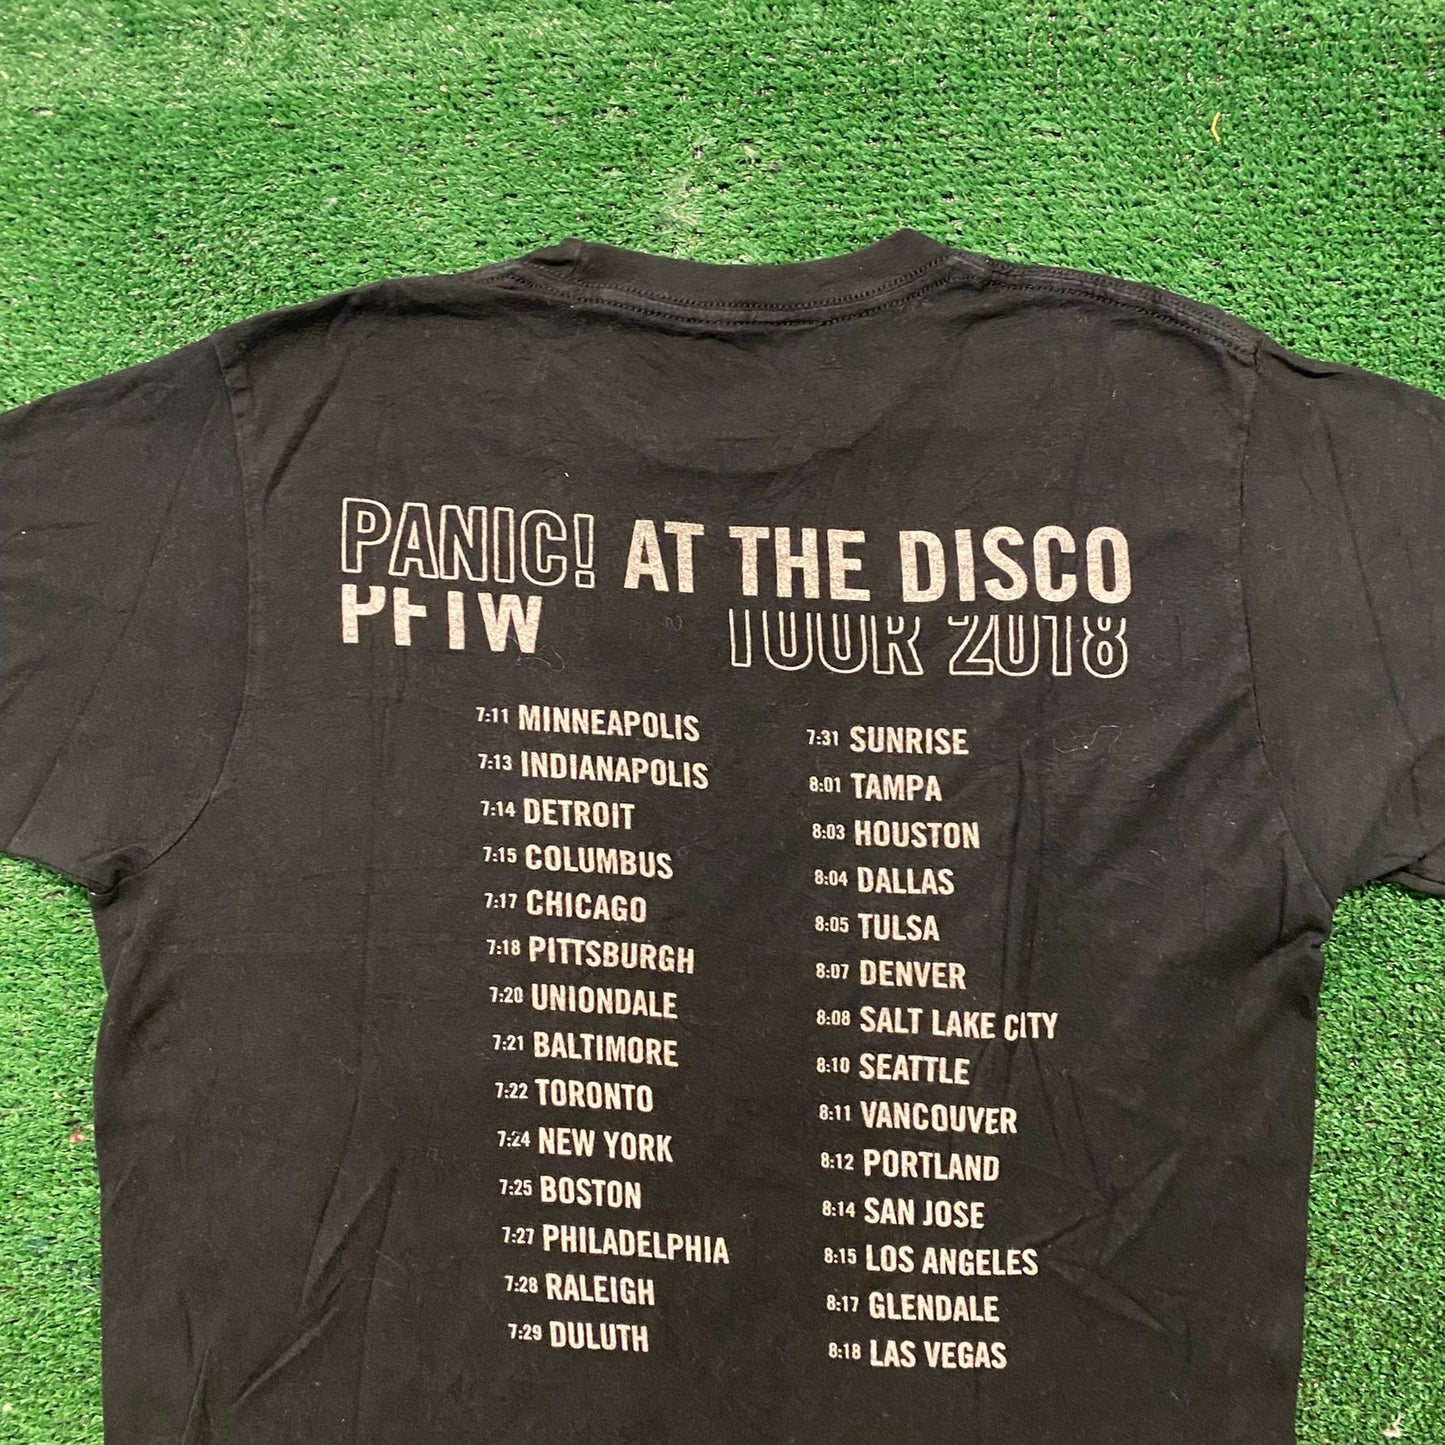 PANIC! AT THE DISCO
PFTW TOUR 2018
7:11 MINNEAPOLIS
7:13 INDIANAPOLIS
7:14 DETROIT
7:15 COLUMBUS
7:17 CHICAGO
7:18 PITTSBURGH
7:20 UNIONDALE
7:21 BALTIMORE
7:22 TORONTO
7:24 NEW YORK
7:25 BOSTON
7:27 PHILADELPHIA
7:28 RALEIGH
7:29 DULUTH
7:31 SUNRISE
8:01 TAMPA
8:03 HOUSTON
8:04 DALLAS
8:05 TULSA
8:07 DENVER
8:08 SALT LAKE CITY
8:10 SEATTLE
8:11 VANCOUVER
8:12 PORTLAND
8:14 SAN JOSE
8:15 LOS ANGELES
8:17 GLENDALE
8:18 LAS VEGAS